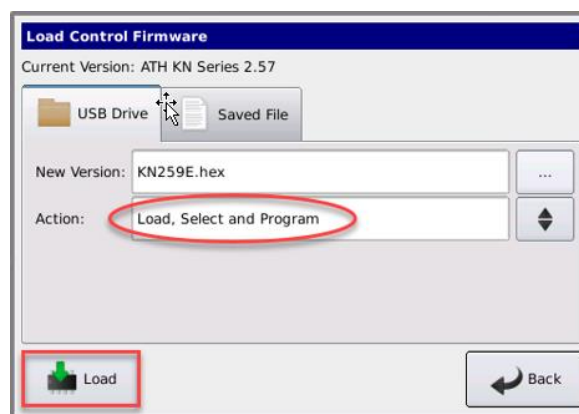 Load Control Firmware
Current Version: ATH KN Series 2.57
USB Drive
Saved File
New Version: KN259E.hex ...
Action: Load, Select and Program
Load
Back